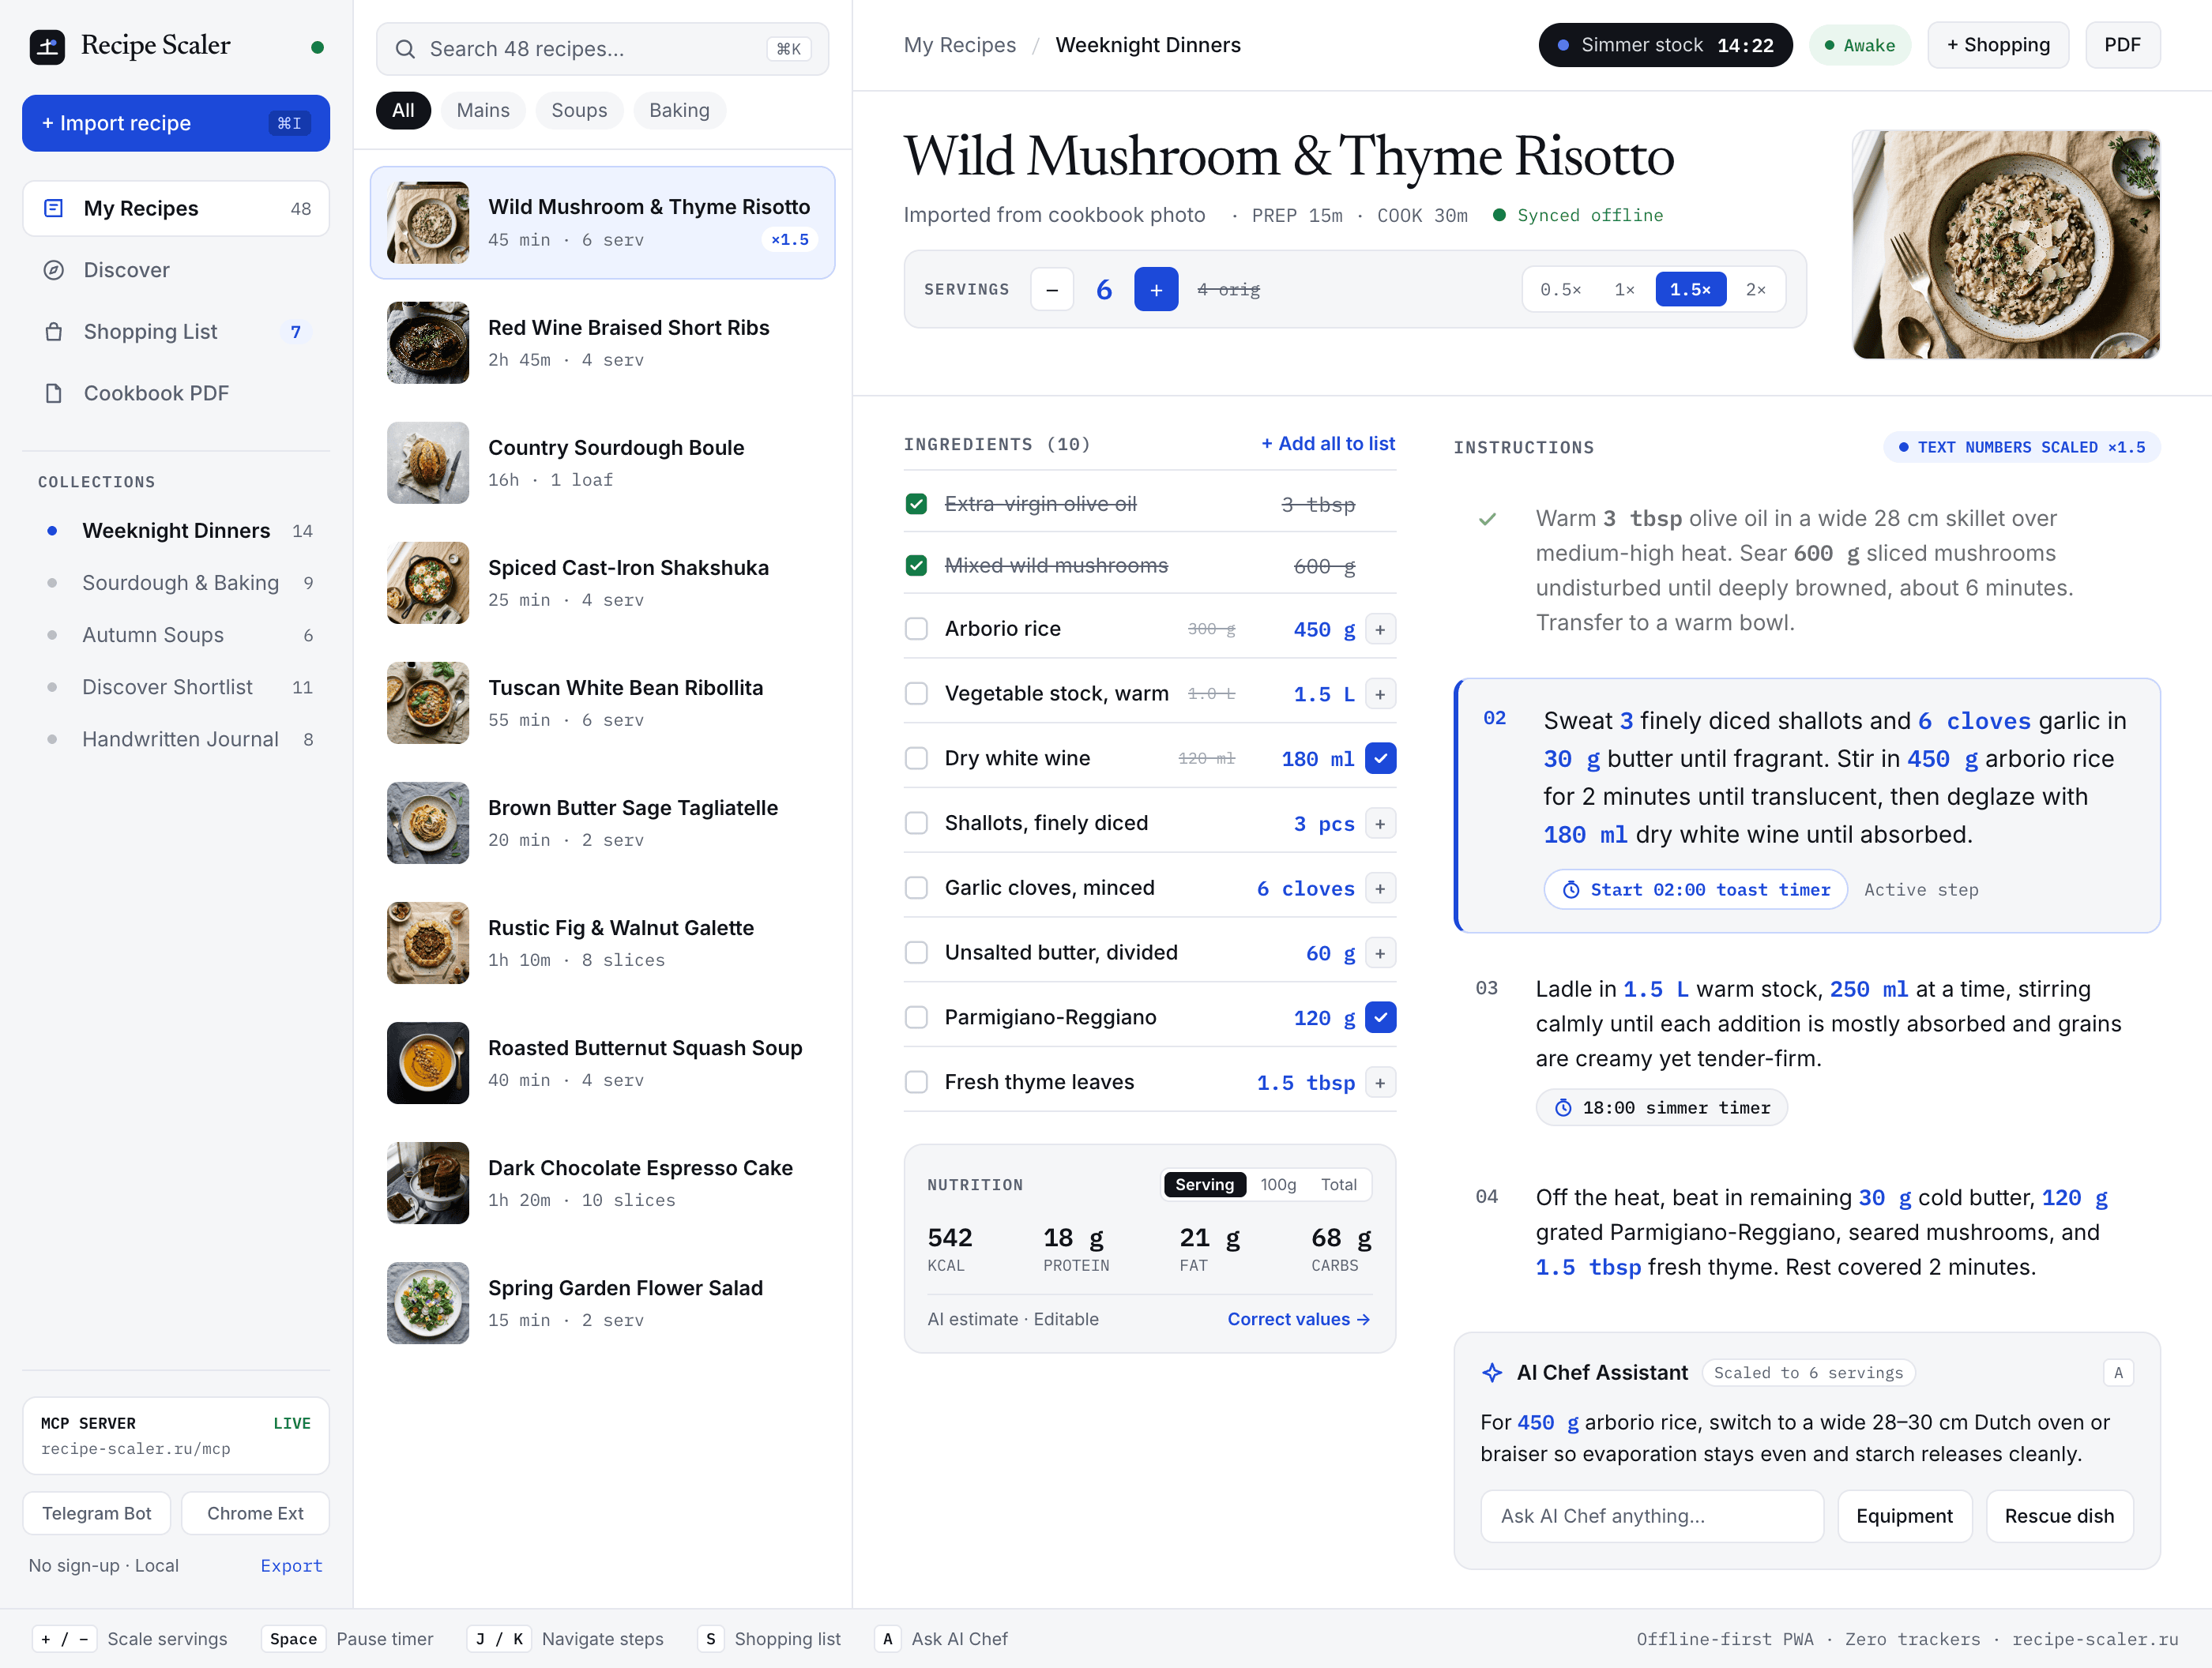 Recipe Scaler
+ Import recipe ⌘I
My Recipes 48
Discover
Shopping List 7
Cookbook PDF
COLLECTIONS
Weeknight Dinners 14
Sourdough & Baking 9
Autumn Soups 6
Discover Shortlist 11
Handwritten Journal 8
MCP SERVER LIVE
recipe-scaler.ru/mcp
Telegram Bot Chrome Ext
No sign-up · Local Export
Search 48 recipes... ⌘K
All Mains Soups Baking
Wild Mushroom & Thyme Risotto
45 min · 6 serv ×1.5
Red Wine Braised Short Ribs
2h 45m · 4 serv
Country Sourdough Boule
16h · 1 loaf
Spiced Cast-Iron Shakshuka
25 min · 4 serv
Tuscan White Bean Ribollita
55 min · 6 serv
Brown Butter Sage Tagliatelle
20 min · 2 serv
Rustic Fig & Walnut Galette
1h 10m · 8 slices
Roasted Butternut Squash Soup
40 min · 4 serv
Dark Chocolate Espresso Cake
1h 20m · 10 slices
Spring Garden Flower Salad
15 min · 2 serv
My Recipes / Weeknight Dinners
Simmer stock 14:22 Awake + Shopping PDF
Wild Mushroom & Thyme Risotto
Imported from cookbook photo · PREP 15m · COOK 30m Synced offline
SERVINGS − 6 + 4 orig 0.5× 1× 1.5× 2×
INGREDIENTS (10) + Add all to list
Extra-virgin olive oil 3 tbsp
Mixed wild mushrooms 600 g
Arborio rice 300 g 450 g +
Vegetable stock, warm 1.0 L 1.5 L +
Dry white wine 120 ml 180 ml
Shallots, finely diced 3 pcs +
Garlic cloves, minced 6 cloves +
Unsalted butter, divided 60 g +
Parmigiano-Reggiano 120 g
Fresh thyme leaves 1.5 tbsp +
NUTRITION Serving 100g Total
542 18 g 21 g 68 g
KCAL PROTEIN FAT CARBS
AI estimate · Editable Correct values →
INSTRUCTIONS TEXT NUMBERS SCALED ×1.5
Warm 3 tbsp olive oil in a wide 28 cm skillet over
medium-high heat. Sear 600 g sliced mushrooms
undisturbed until deeply browned, about 6 minutes.
Transfer to a warm bowl.
02 Sweat 3 finely diced shallots and 6 cloves garlic in
30 g butter until fragrant. Stir in 450 g arborio rice
for 2 minutes until translucent, then deglaze with
180 ml dry white wine until absorbed.
Start 02:00 toast timer Active step
03 Ladle in 1.5 L warm stock, 250 ml at a time, stirring
calmly until each addition is mostly absorbed and grains
are creamy yet tender-firm.
18:00 simmer timer
04 Off the heat, beat in remaining 30 g cold butter, 120 g
grated Parmigiano-Reggiano, seared mushrooms, and
1.5 tbsp fresh thyme. Rest covered 2 minutes.
AI Chef Assistant Scaled to 6 servings A
For 450 g arborio rice, switch to a wide 28–30 cm Dutch oven or
braiser so evaporation stays even and starch releases cleanly.
Ask AI Chef anything... Equipment Rescue dish
+ / − Scale servings Space Pause timer J / K Navigate steps S Shopping list A Ask AI Chef
Offline-first PWA · Zero trackers · recipe-scaler.ru